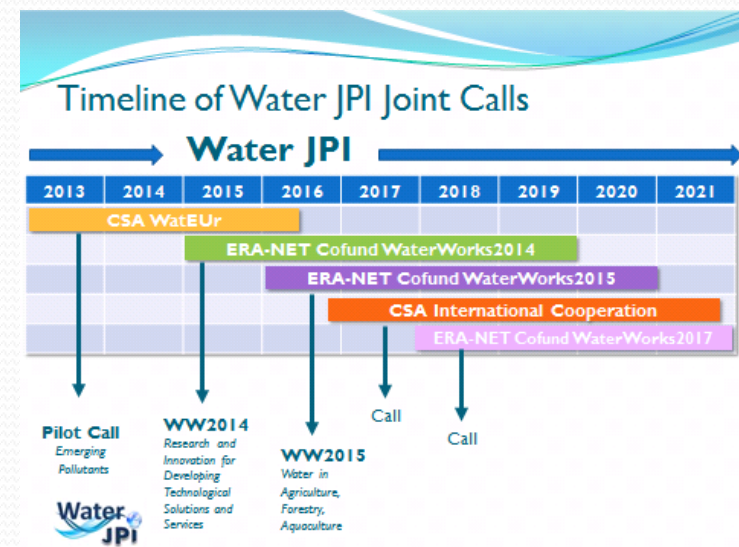 Timeline of Water JPI Joint Calls
Water JPI
2013 2014 2015 2016 2017 2018 2019 2020 2021
CSA WatEUr
ERA-NET Cofund WaterWorks2014
ERA-NET Cofund WaterWorks2015
CSA International Cooperation
ERA-NET Cofund WaterWorks2017
Pilot Call
Emerging
Pollutants
WW2014
Research and
Innovation for
Developing
Technological
Solutions and
Services
WW2015
Water in
Agriculture,
Forestry,
Aquaculture
Call
Call
Water
JPI